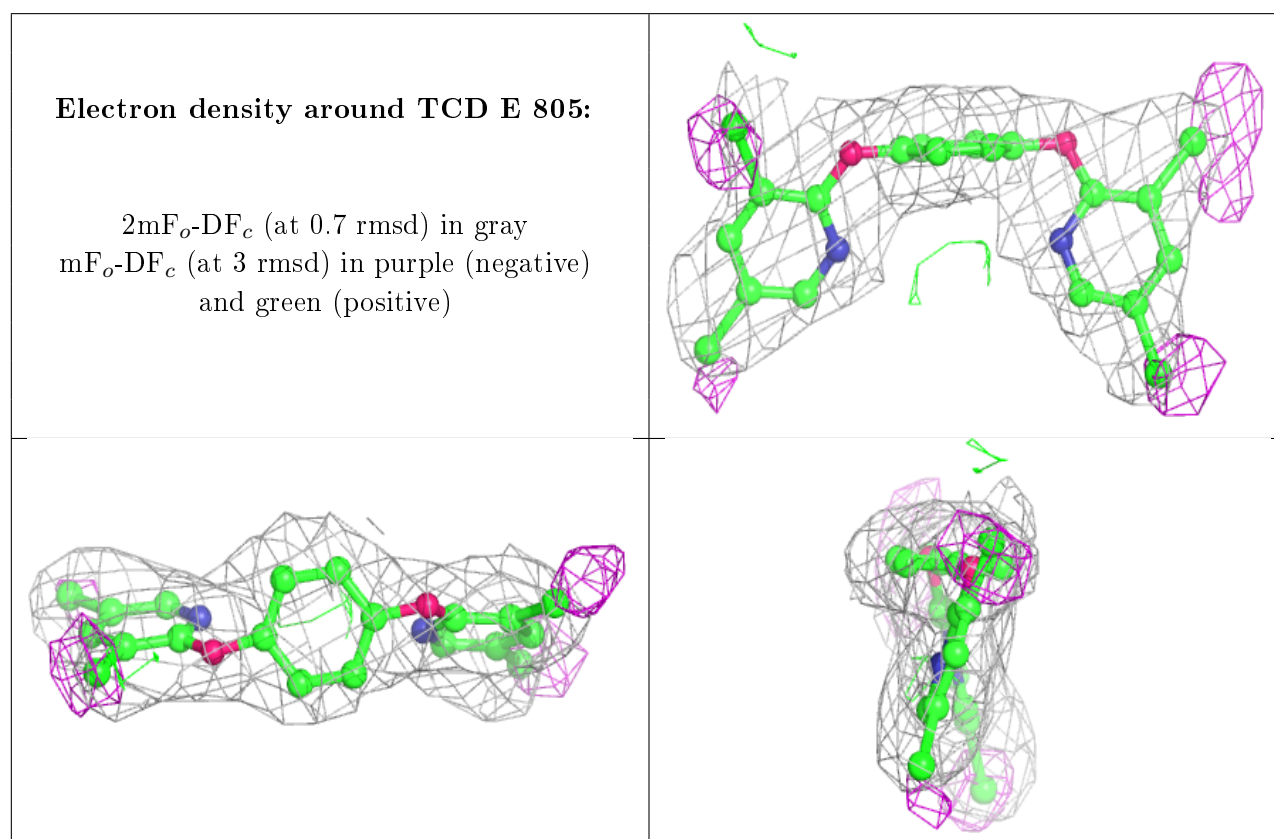 Electron density around TCD E 805:
2mFo-DFc (at 0.7 rmsd) in gray
mFo-DFc (at 3 rmsd) in purple (negative)
and green (positive)